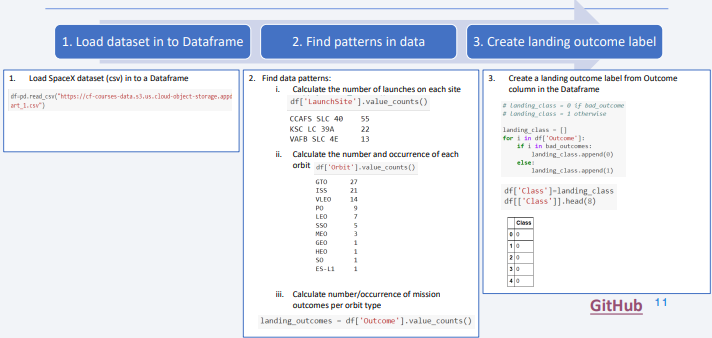 1. Load dataset in to Dataframe
2. Find patterns in data
3. Create landing outcome label
1. Load SpaceX dataset (csv) in to a Dataframe
df=pd.read_csv("https://cf-courses-data.s3.us.cloud-object-storage.appd
art_1.csv")
2. Find data patterns:
i. Calculate the number of launches on each site
df['LaunchSite'].value_counts()
CCAFS SLC 40 55
KSC LC 39A 22
VAFB SLC 4E 13
ii. Calculate the number and occurrence of each
orbit df['Orbit'].value_counts()
GTO 27
ISS 21
VLEO 14
PO 9
LEO 7
SSO 5
MEO 3
GEO 1
HEO 1
SO 1
ES-L1 1
iii. Calculate number/occurrence of mission
outcomes per orbit type
landing_outcomes = df['Outcome'].value_counts()
3. Create a landing outcome label from Outcome
column in the Dataframe
# landing_class = 0 if bad_outcome
# landing_class = 1 otherwise
landing_class = []
for i in df['Outcome']:
if i in bad_outcomes:
landing_class.append(0)
else:
landing_class.append(1)
df['Class']=landing_class
df[['Class']].head(8)
Class
0 0
1 0
2 0
3 0
4 0
GitHub 11